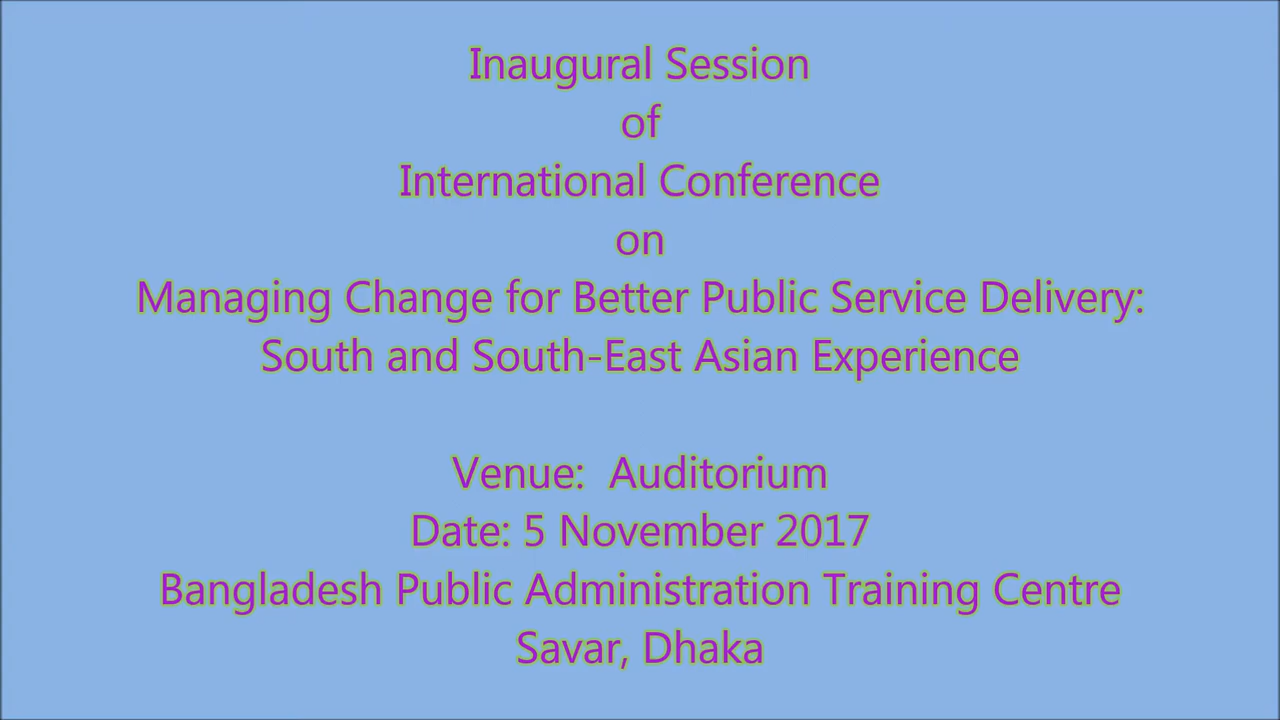 Inaugural Session
of
International Conference
on
Managing Change for Better Public Service Delivery:
South and South-East Asian Experience
Venue:  Auditorium
Date: 5 November 2017
Bangladesh Public Administration Training Centre
Savar, Dhaka